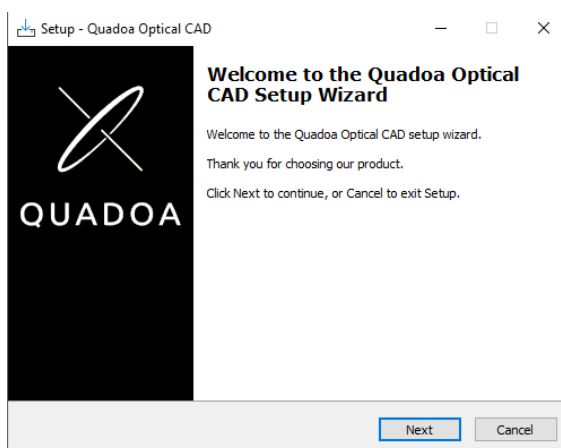 Setup - Quadoa Optical CAD
Welcome to the Quadoa Optical
CAD Setup Wizard
Welcome to the Quadoa Optical CAD setup wizard.
Thank you for choosing our product.
Click Next to continue, or Cancel to exit Setup.
QUADOA
Next
Cancel